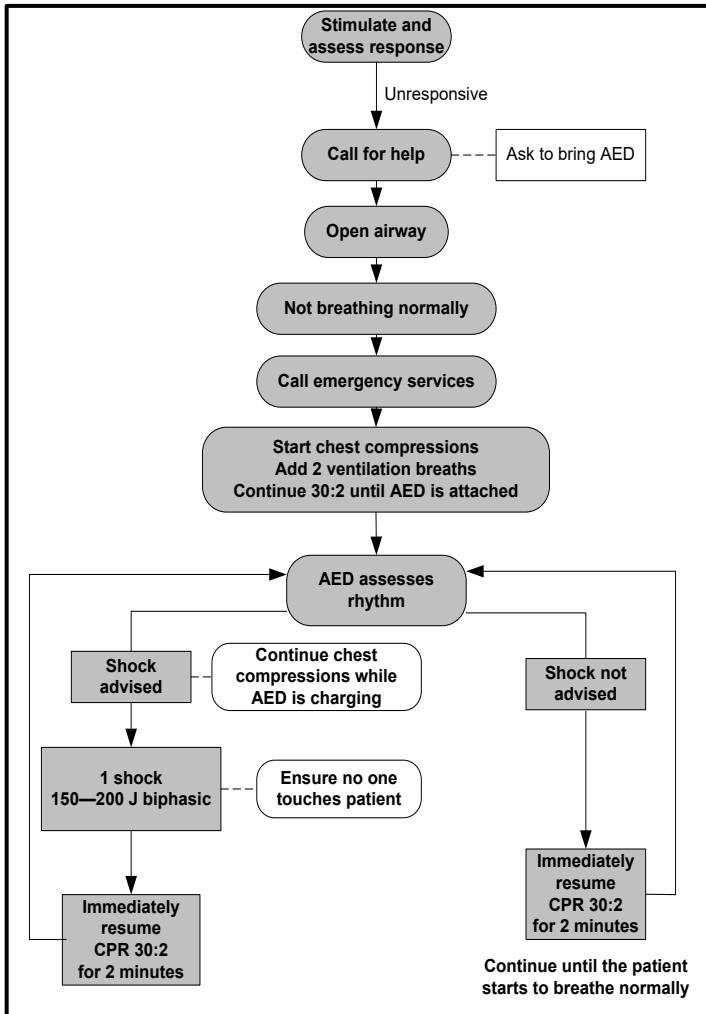 Stimulate and
assess response
Unresponsive
Call for help
Ask to bring AED
Open airway
Not breathing normally
Call emergency services
Start chest compressions
Add 2 ventilation breaths
Continue 30:2 until AED is attached
AED assesses
rhythm
Shock
advised
Continue chest
compressions while
AED is charging
Shock not
advised
1 shock
150—200 J biphasic
Ensure no one
touches patient
Immediately
resume
CPR 30:2
for 2 minutes
Immediately
resume
CPR 30:2
for 2 minutes
Continue until the patient
starts to breathe normally